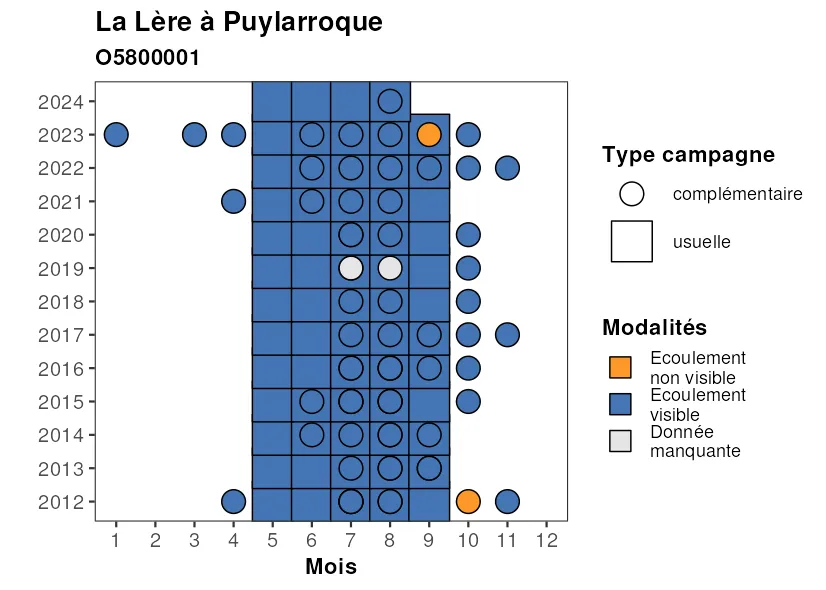 La Lère à Puylarroque
O5800001
2024
2023
2022
2021
2020
2019
2018
2017
2016
2015
2014
2013
2012
1 2 3 4 5 6 7 8 9 10 11 12
Mois
Type campagne
complémentaire
usuelle
Modalités
Ecoulement
non visible
Ecoulement
visible
Donnée
manquante